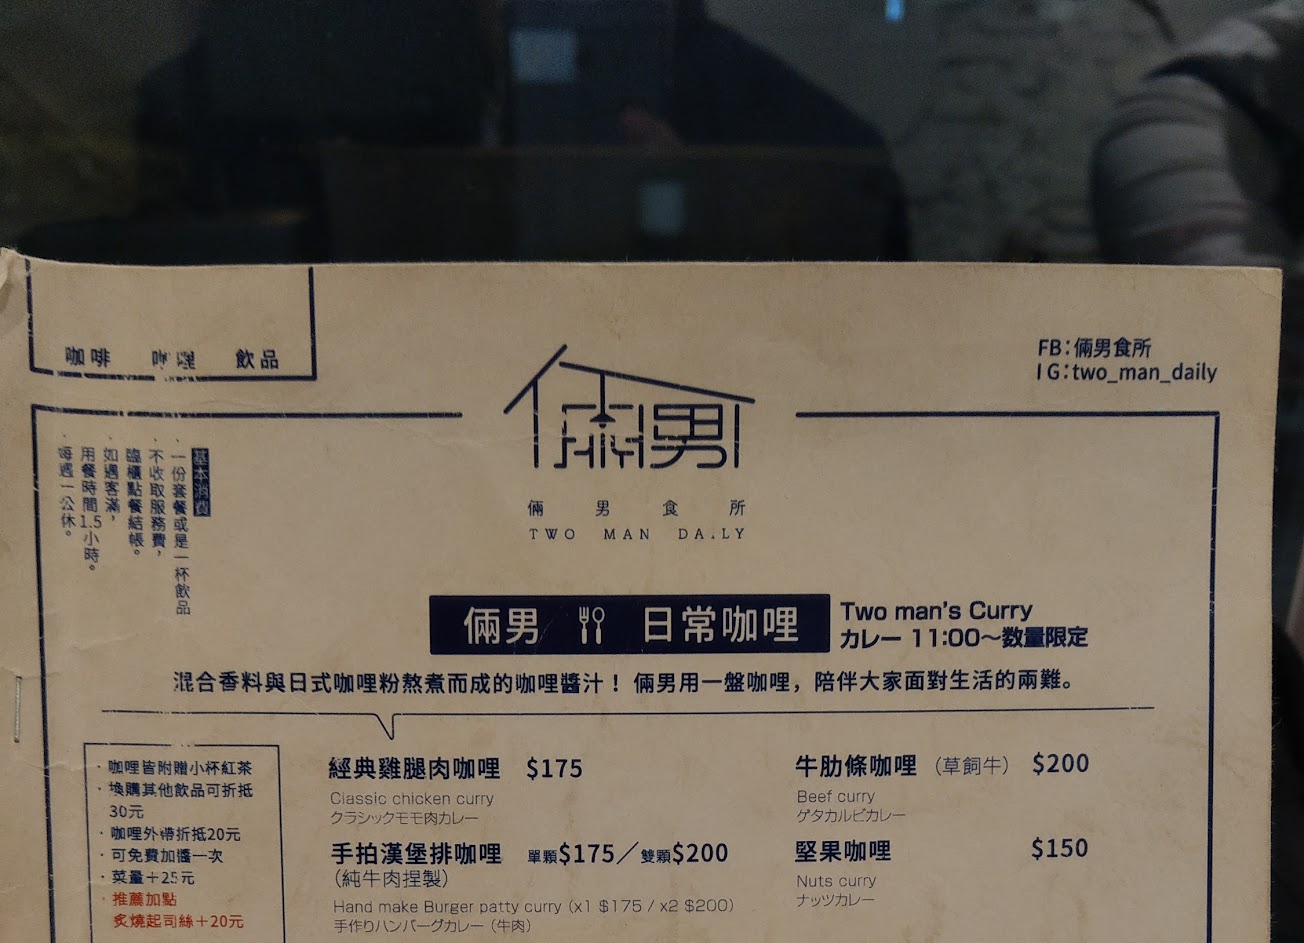 咖啡 咖哩 飲品
FB:倆男食所
IG:two_man_daily
倆男
倆男食所
TWO MAN DAILY
基本消費
・一份套餐或是一杯飲品
・不收取服務費,
臨櫃點餐結帳。
・如遇客滿,
用餐時間1.5小時。
・每週一公休。
倆男 日常咖哩
Two man's Curry
カレー 11:00～数量限定
混合香料與日式咖哩粉熬煮而成的咖哩醬汁！倆男用一盤咖哩，陪伴大家面對生活的兩難。
・咖哩皆附贈小杯紅茶
・換購其他飲品可折抵
30元
・咖哩外帶折抵20元
・可免費加醬一次
・菜量+25元
・推薦加點
炙燒起司絲+20元
經典雞腿肉咖哩 $175
Classic chicken curry
クラシックモモ肉カレー
手拍漢堡排咖哩 單顆$175／雙顆$200
(純牛肉捏製)
Hand make Burger patty curry (x1 $175 / x2 $200)
手作りハンバーグカレー（牛肉）
牛肋條咖哩（草飼牛） $200
Beef curry
ゲタカルビカレー
堅果咖哩 $150
Nuts curry
ナッツカレー